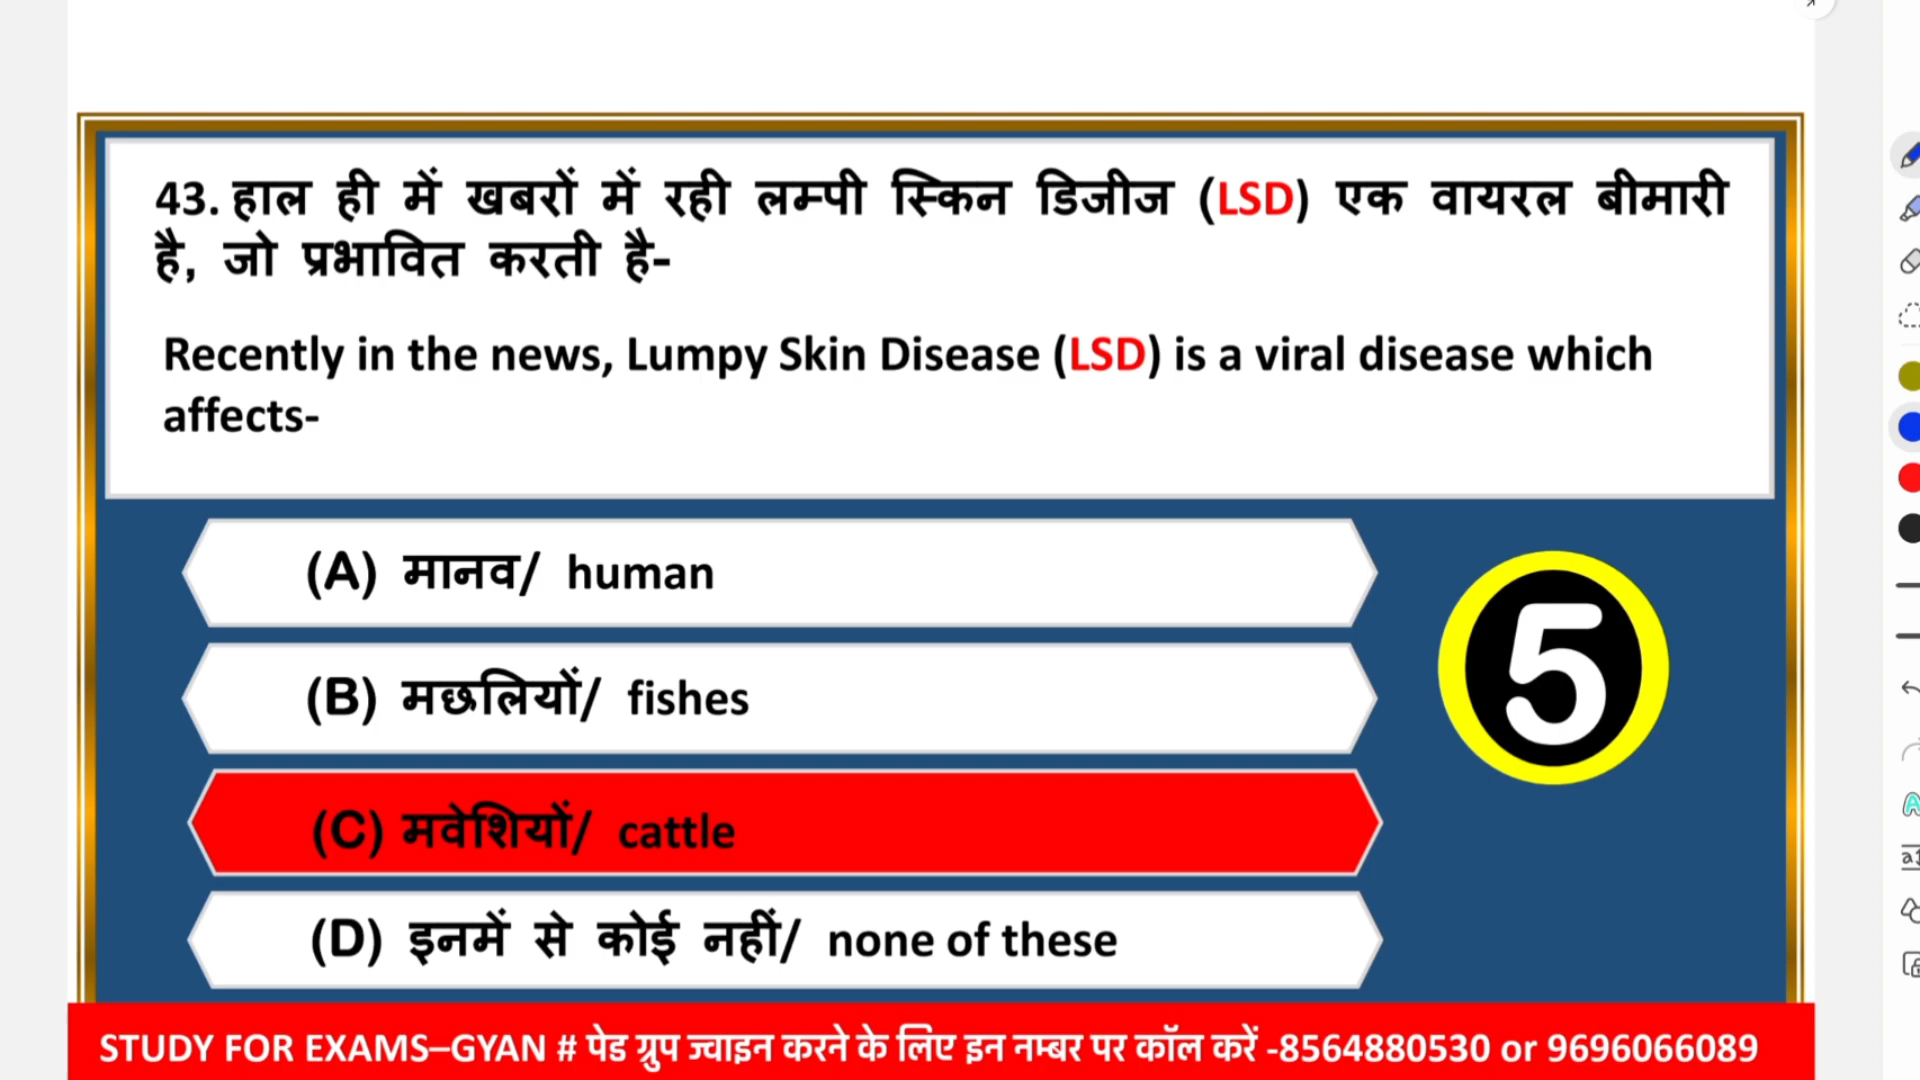 43. हाल ही में खबरों में रही लम्पी स्किन डिजीज (LSD) एक वायरल बीमारी
है, जो प्रभावित करती है-
Recently in the news, Lumpy Skin Disease (LSD) is a viral disease which
affects-
(A) मानव/ human
(B) मछलियों/ fishes
5
(C) मवेशियों/ cattle
(D) इनमें से कोई नहीं/ none of these
STUDY FOR EXAMS–GYAN # पेड ग्रुप ज्वाइन करने के लिए इन नम्बर पर कॉल करें -8564880530 or 9696066089